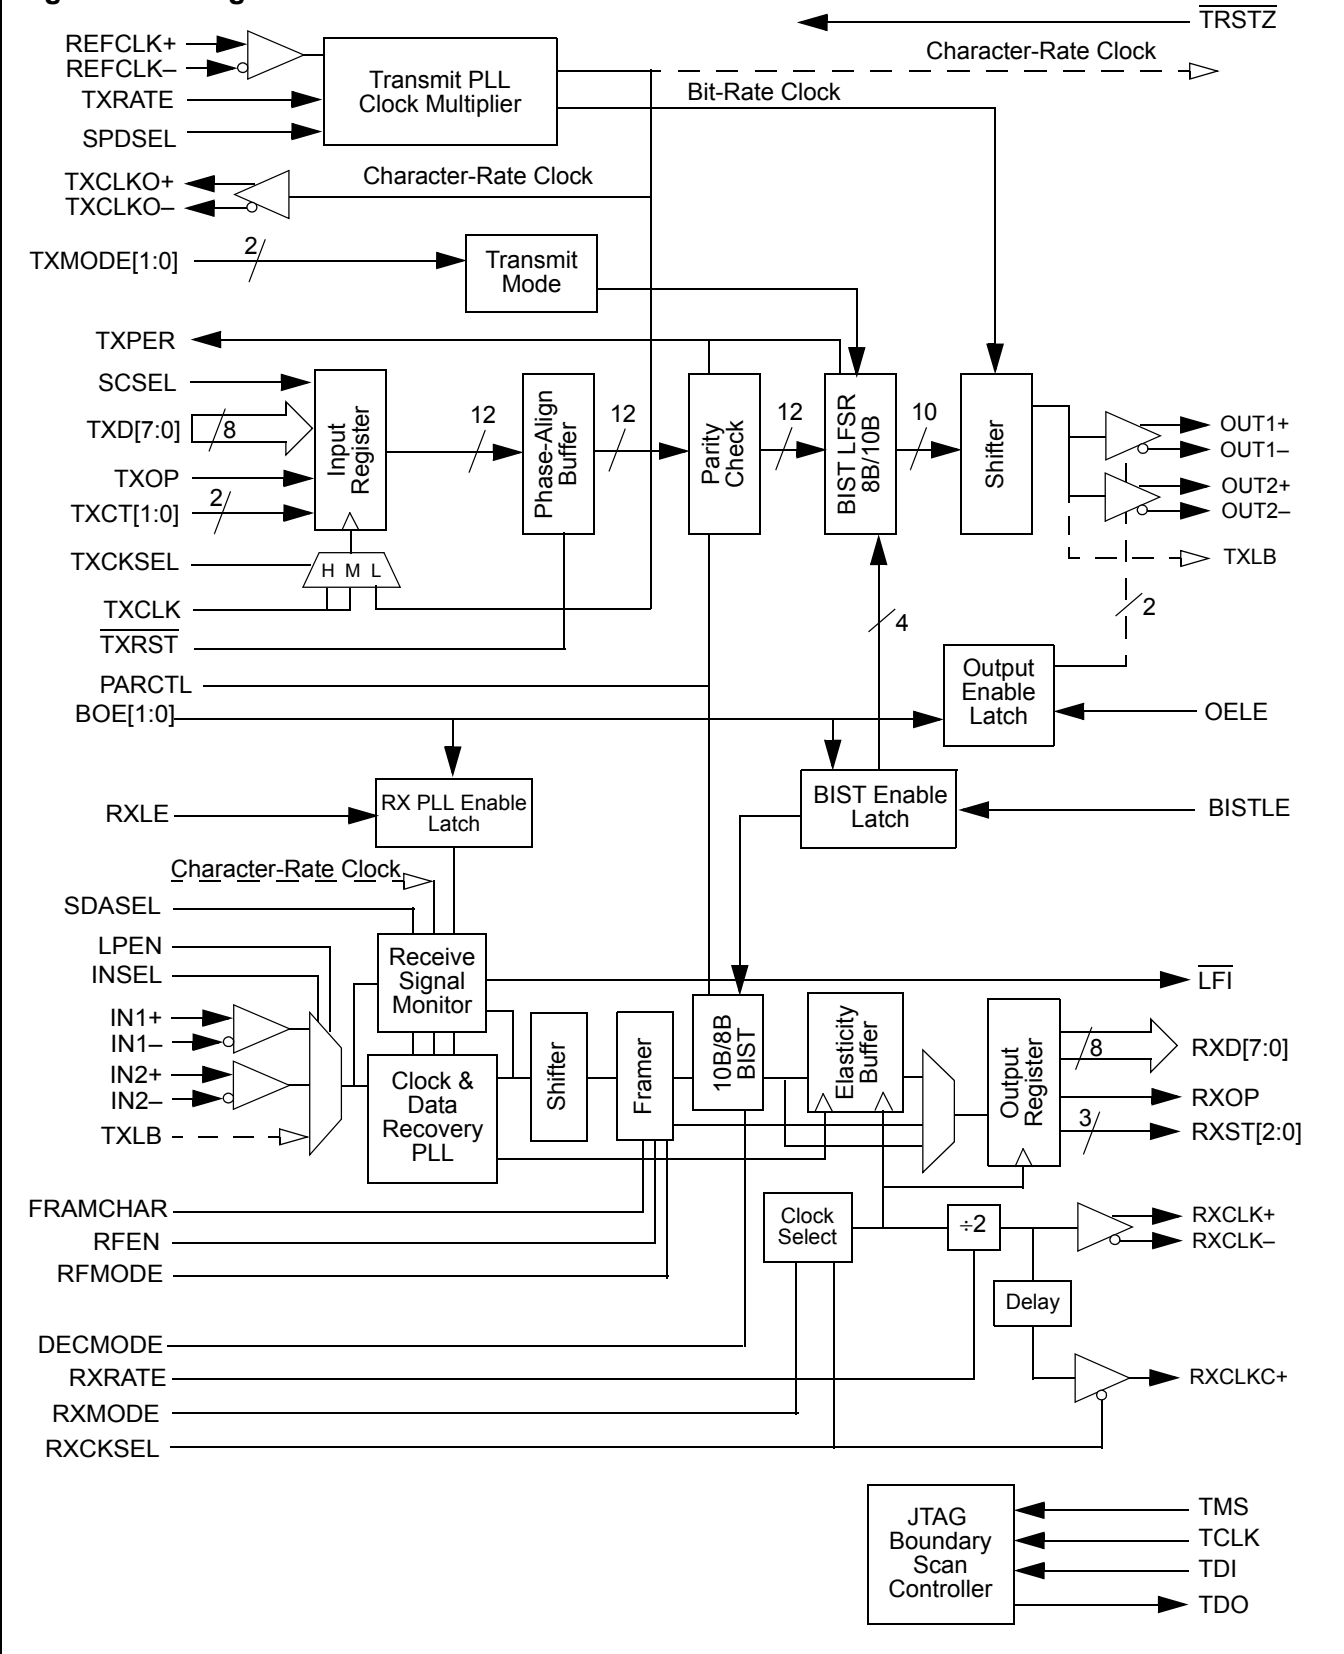 TRSTZ
REFCLK+
REFCLK–
TXRATE
SPDSEL
Transmit PLL
Clock Multiplier
Character-Rate Clock
Bit-Rate Clock
TXCLKO+
TXCLKO–
Character-Rate Clock
TXMODE[1:0]
2
Transmit
Mode
TXPER
SCSEL
TXD[7:0]
8
TXOP
TXCT[1:0]
2
Input
Register
12
Phase-Align
Buffer
12
Parity
Check
12
BIST LFSR
8B/10B
10
Shifter
OUT1+
OUT1–
OUT2+
OUT2–
TXLB
TXCKSEL
H M L
TXCLK
TXRST
2
4
PARCTL
BOE[1:0]
Output
Enable
Latch
OELE
RXLE
RX PLL Enable
Latch
BIST Enable
Latch
BISTLE
Character-Rate Clock
SDASEL
LPEN
INSEL
Receive
Signal
Monitor
LFI
IN1+
IN1–
IN2+
IN2–
TXLB
Clock &
Data
Recovery
PLL
Shifter
Framer
10B/8B
BIST
Elasticity
Buffer
Output
Register
8
RXD[7:0]
RXOP
3
RXST[2:0]
FRAMCHAR
RFEN
RFMODE
Clock
Select
÷2
RXCLK+
RXCLK–
Delay
DECMODE
RXRATE
RXCLKC+
RXMODE
RXCKSEL
JTAG
Boundary
Scan
Controller
TMS
TCLK
TDI
TDO